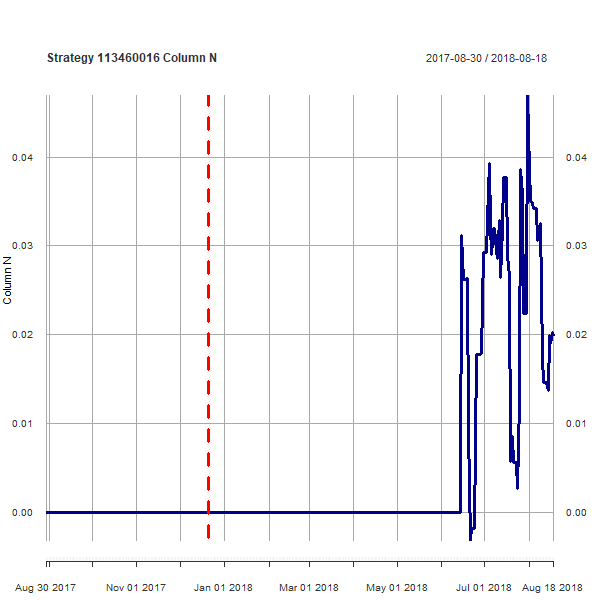 Strategy 113460016 Column N
2017-08-30 / 2018-08-18
Column N
0.04
0.04
0.03
0.03
0.02
0.02
0.01
0.01
0.00
0.00
Aug 30 2017
Nov 01 2017
Jan 01 2018
Mar 01 2018
May 01 2018
Jul 01 2018
Aug 18 2018